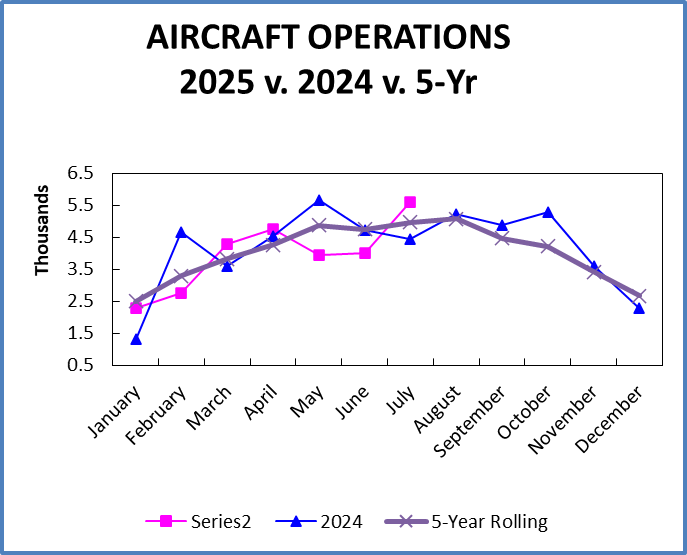 AIRCRAFT OPERATIONS
2025 v. 2024 v. 5-Yr
Thousands
6.5
5.5
4.5
3.5
2.5
1.5
0.5
January
February
March
April
May
June
July
August
September
October
November
December
Series2
2024
5-Year Rolling